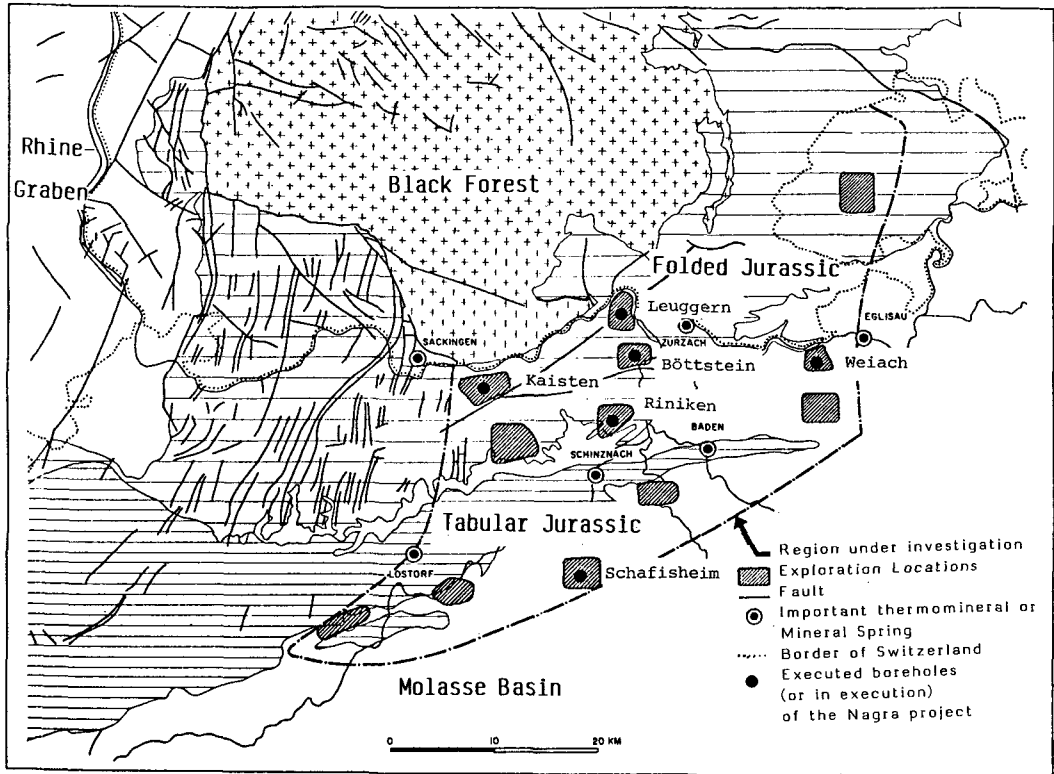 Rhine
Graben
Black Forest
Folded Jurassic
Leuggern
EGLISAU
ZURZACH
SÄCKINGEN
Böttstein
Weiach
Kaisten
Riniken
BADEN
SCHINZNACH
Tabular Jurassic
LOSTORF
Schafisheim
Molasse Basin
Region under investigation
Exploration Locations
Fault
Important thermomineral or
Mineral Spring
Border of Switzerland
Executed boreholes
(or in execution)
of the Nagra project
0 10 20 KM